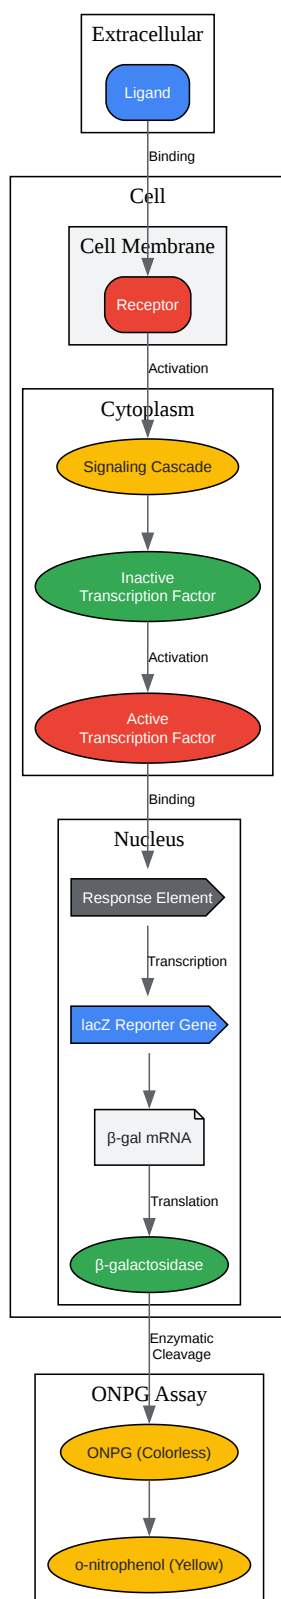 Extracellular
Ligand
Binding
Cell
Cell Membrane
Receptor
Activation
Cytoplasm
Signaling Cascade
Inactive
Transcription Factor
Activation
Active
Transcription Factor
Binding
Nucleus
Response Element
Transcription
lacZ Reporter Gene
β-gal mRNA
Translation
β-galactosidase
Enzymatic
Cleavage
ONPG Assay
ONPG (Colorless)
o-nitrophenol (Yellow)